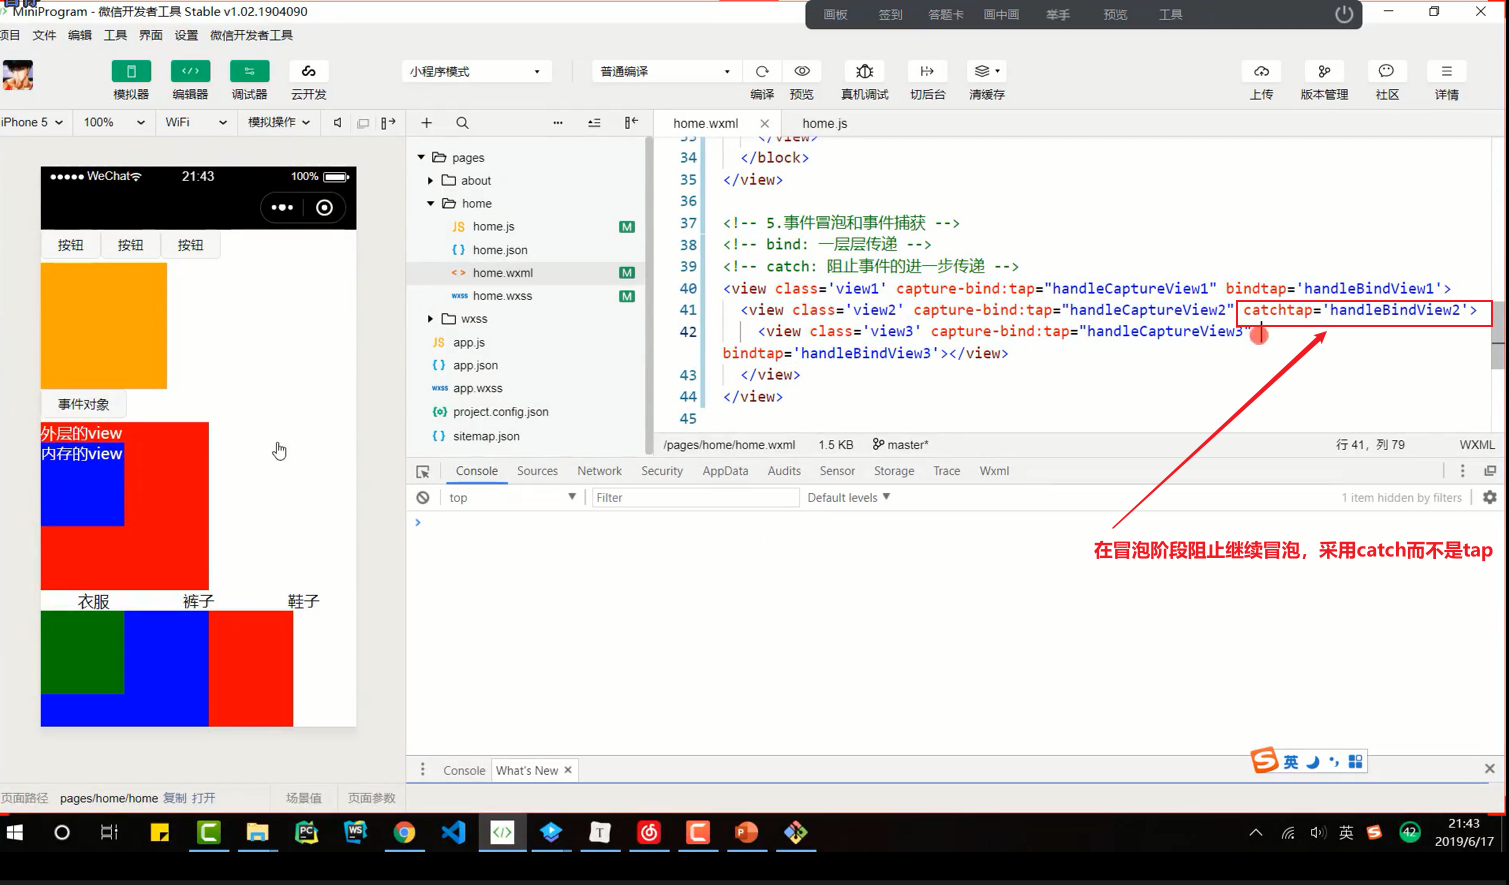 MiniProgram - 微信开发者工具 Stable v1.02.1904090
画板 签到 答题卡 画中画 举手 预览 工具
项目 文件 编辑 工具 界面 设置 微信开发者工具
模拟器 编辑器 调试器 云开发
小程序模式
普通编译
编译 预览 真机调试 切后台 清缓存
上传 版本管理 社区 详情
iPhone 5 100% WiFi 模拟操作
home.wxml
home.js
WeChat 21:43 100%
按钮 按钮 按钮
事件对象
外层的view
内存的view
衣服 裤子 鞋子
页面路径 pages/home/home 复制 打开 场景值 页面参数
pages
about
home
JS home.js M
{ } home.json
< > home.wxml M
wxss home.wxss M
wxss
JS app.js
{ } app.json
wxss app.wxss
{o} project.config.json
{ } sitemap.json
33 </view>
34 </block>
35 </view>
36
37 <!-- 5.事件冒泡和事件捕获 -->
38 <!-- bind: 一层层传递 -->
39 <!-- catch: 阻止事件的进一步传递 -->
40 <view class='view1' capture-bind:tap="handleCaptureView1" bindtap='handleBindView1'>
41 <view class='view2' capture-bind:tap="handleCaptureView2" catchtap='handleBindView2'>
42 <view class='view3' capture-bind:tap="handleCaptureView3"
bindtap='handleBindView3'></view>
43 </view>
44 </view>
45
/pages/home/home.wxml 1.5 KB master* 行 41，列 79 WXML
Console Sources Network Security AppData Audits Sensor Storage Trace Wxml
top Filter Default levels 1 item hidden by filters
在冒泡阶段阻止继续冒泡，采用catch而不是tap
Console What's New
英
英 42 21:43
2019/6/17